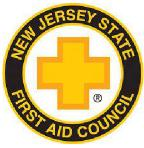 NEW JERSEY STATE
®
FIRST AID COUNCIL